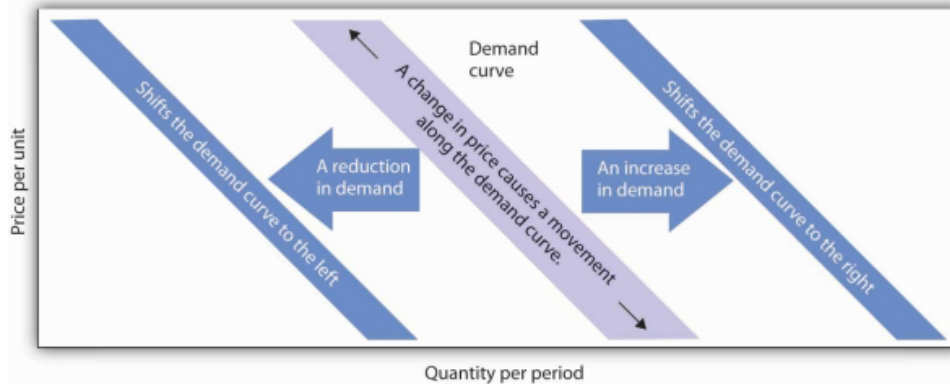 Demand
curve
Shifts the demand curve to the left
A reduction
in demand
A change in price causes a movement
along the demand curve.
An increase
in demand
Shifts the demand curve to the right
Price per unit
Quantity per period